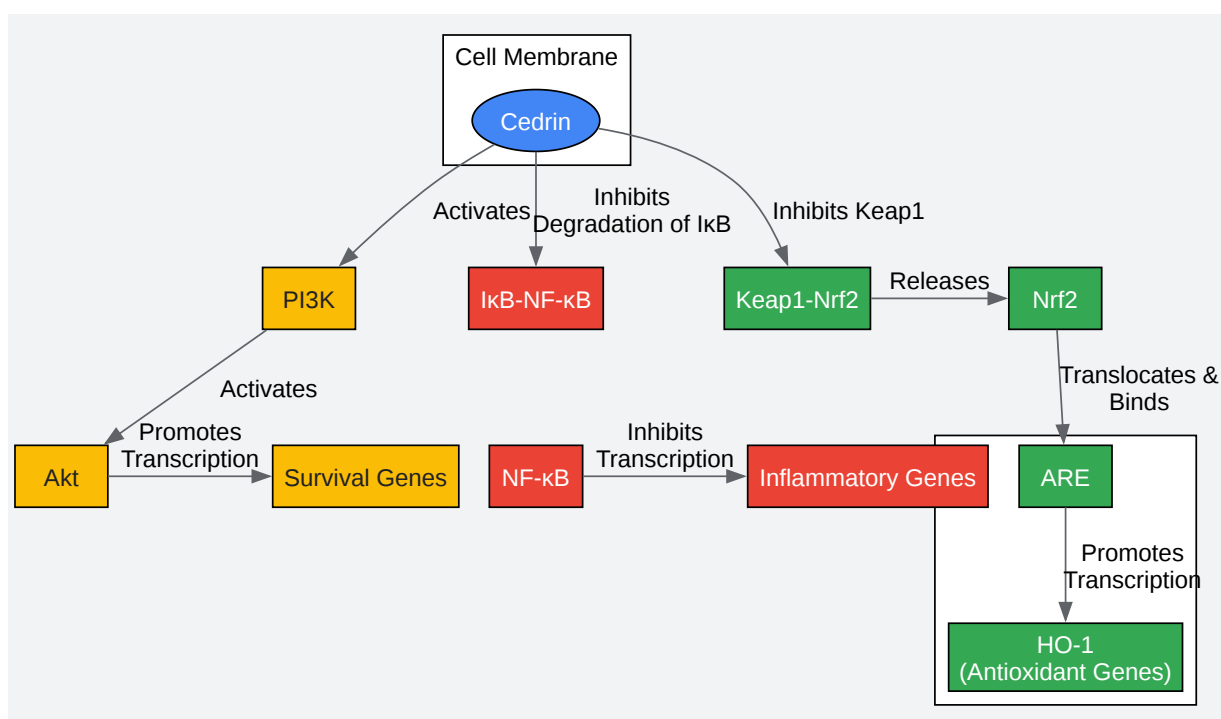 Cell Membrane
Cedrin
Activates
Inhibits
Degradation of IκB
Inhibits Keap1
PI3K
IκB-NF-κB
Keap1-Nrf2
Releases
Nrf2
Activates
Translocates &
Binds
Akt
Promotes
Transcription
Survival Genes
NF-κB
Inhibits
Transcription
Inflammatory Genes
ARE
Promotes
Transcription
HO-1
(Antioxidant Genes)